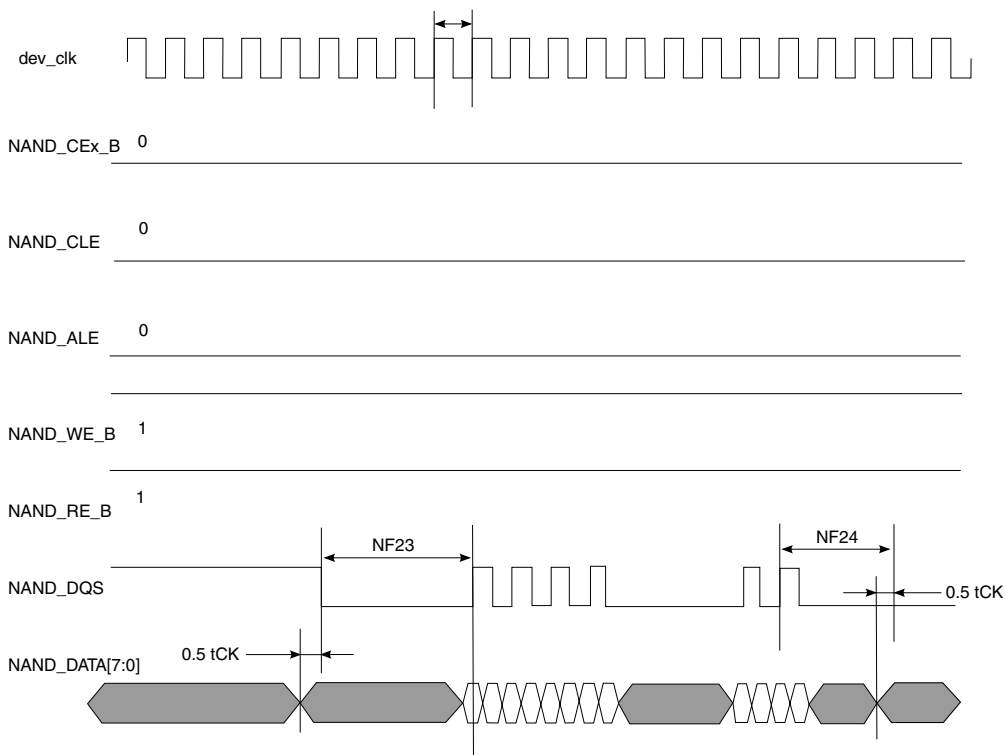 dev_clk
NAND_CEx_B 0
NAND_CLE 0
NAND_ALE 0
NAND_WE_B 1
NAND_RE_B 1
NF23
NF24
NAND_DQS
0.5 tCK
0.5 tCK
NAND_DATA[7:0]